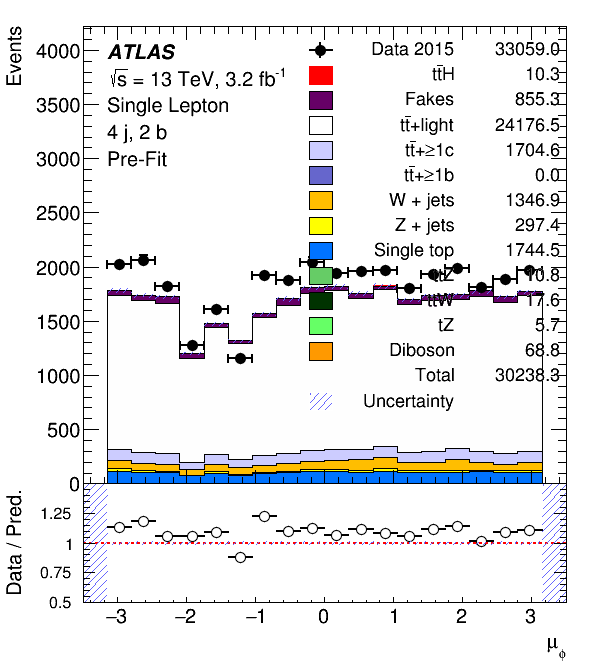 Events
4000
3500
3000
2500
2000
1500
1000
500
0
ATLAS
√s = 13 TeV, 3.2 fb⁻¹
Single Lepton
4 j, 2 b
Pre-Fit
Data 2015 33059.0
tt̄H 10.3
Fakes 855.3
tt̄+light 24176.5
tt̄+≥1c 1704.6
tt̄+≥1b 0.0
W + jets 1346.9
Z + jets 297.4
Single top 1744.5
tt̄Z 10.8
tt̄W 17.6
tZ 5.7
Diboson 68.8
Total 30238.3
Uncertainty
Data / Pred.
1.25
1
0.75
0.5
−3 −2 −1 0 1 2 3
μϕ